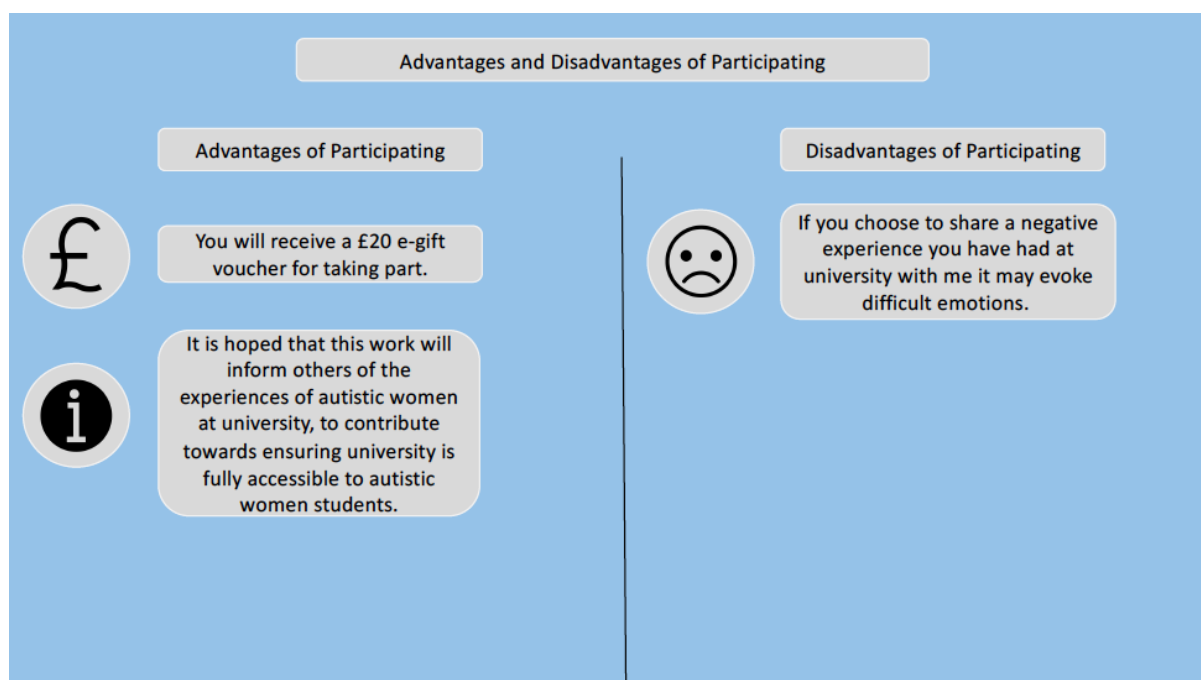 Advantages and Disadvantages of Participating
Advantages of Participating
£
You will receive a £20 e-gift
voucher for taking part.
i
It is hoped that this work will
inform others of the
experiences of autistic women
at university, to contribute
towards ensuring university is
fully accessible to autistic
women students.
Disadvantages of Participating
If you choose to share a negative
experience you have had at
university with me it may evoke
difficult emotions.